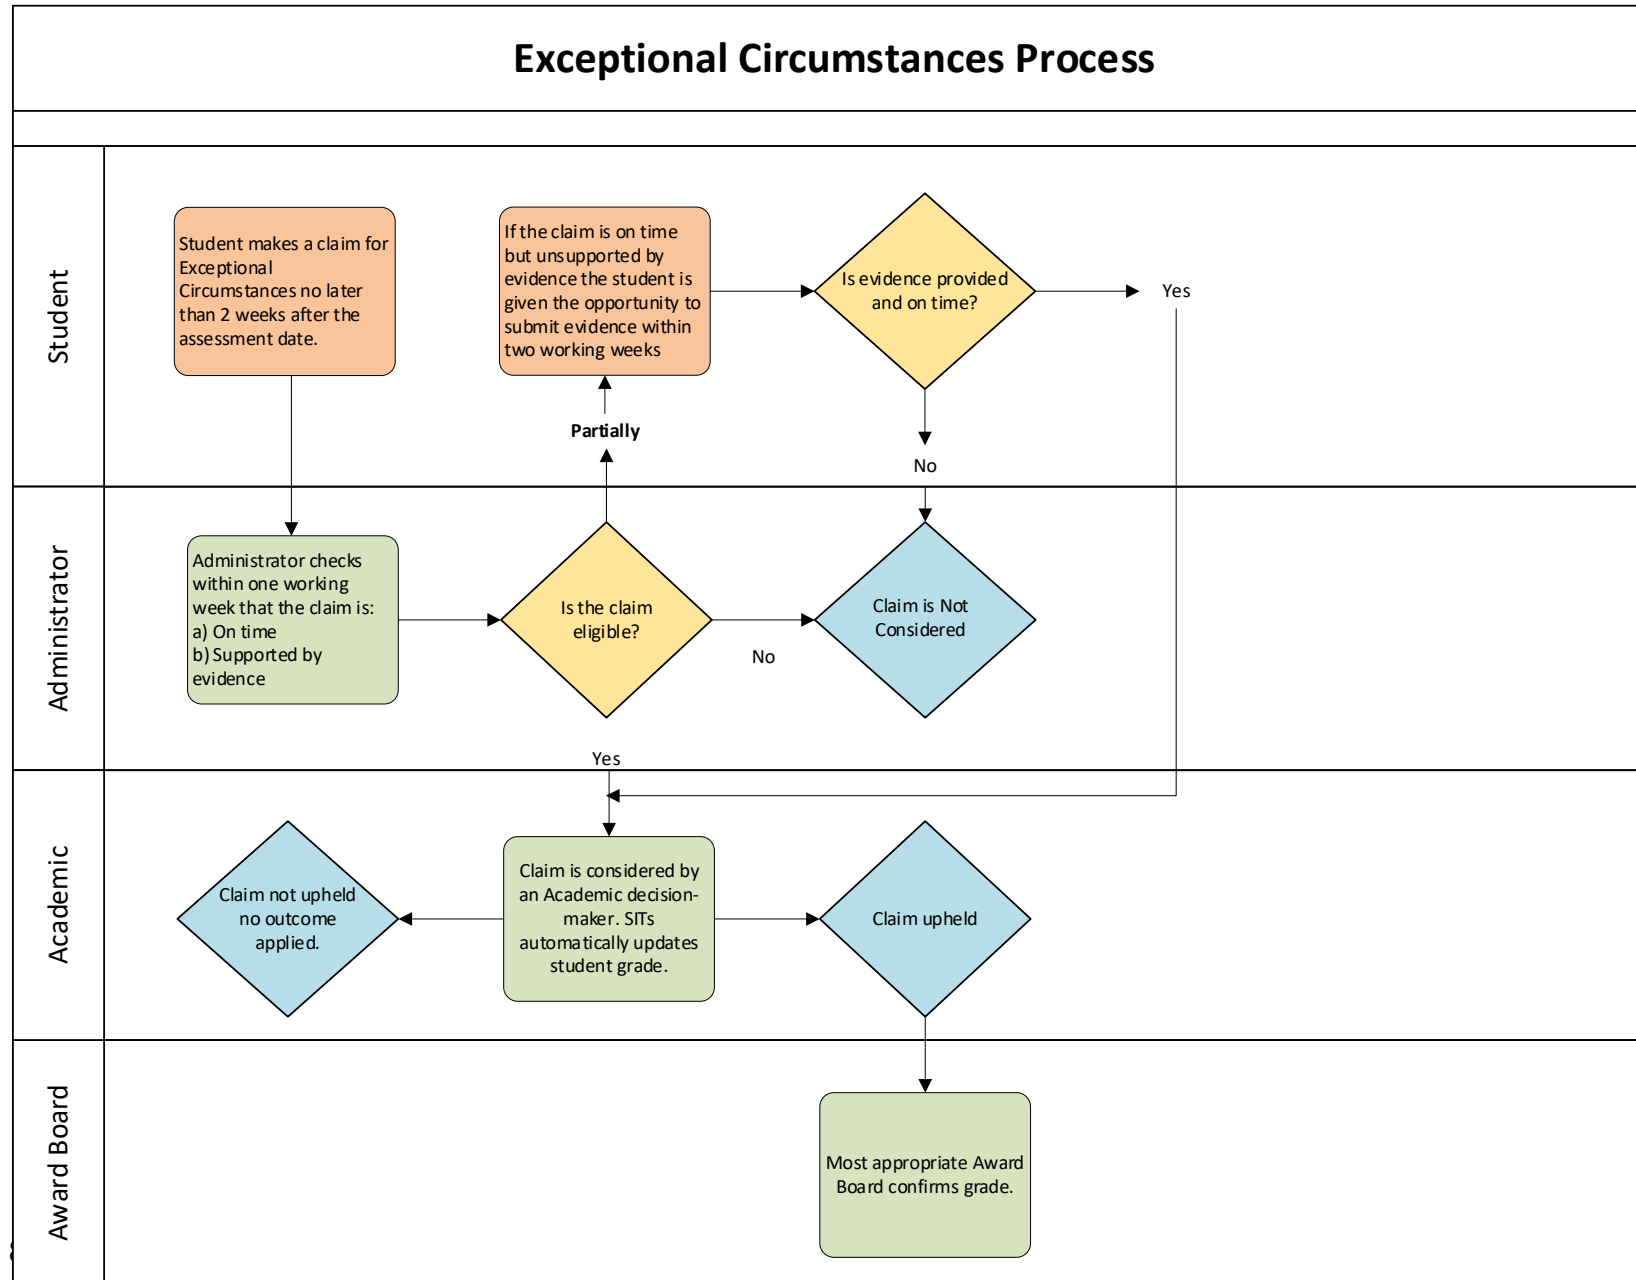 Exceptional Circumstances Process
Student
Student makes a claim for
Exceptional
Circumstances no later
than 2 weeks after the
assessment date.
If the claim is on time
but unsupported by
evidence the student is
given the opportunity to
submit evidence within
two working weeks
Is evidence provided
and on time?
Yes
Partially
No
Administrator
Administrator checks
within one working
week that the claim is:
a) On time
b) Supported by
evidence
Is the claim
eligible?
No
Claim is Not
Considered
Yes
Academic
Claim not upheld
no outcome
applied.
Claim is considered by
an Academic decision-
maker. SITs
automatically updates
student grade.
Claim upheld
Award Board
Most appropriate Award
Board confirms grade.